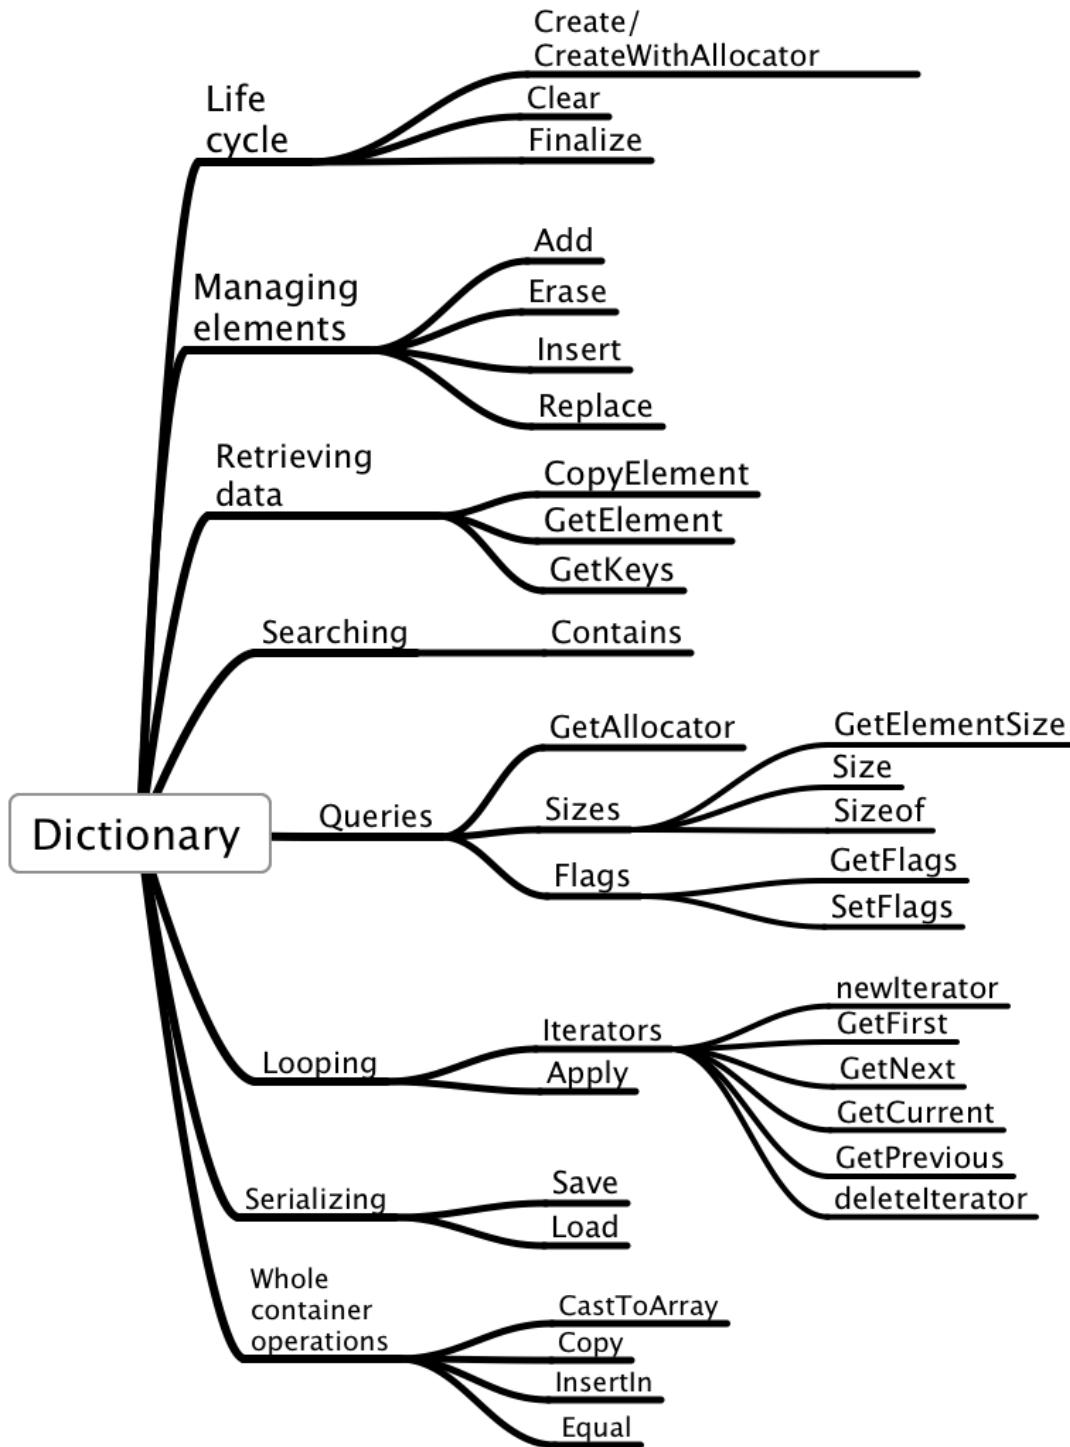 Create/
CreateWithAllocator
Life
cycle
Clear
Finalize
Managing
elements
Add
Erase
Insert
Replace
Retrieving
data
CopyElement
GetElement
GetKeys
Searching
Contains
Dictionary
Queries
GetAllocator
Sizes
GetElementSize
Size
Sizeof
Flags
GetFlags
SetFlags
Looping
Iterators
newIterator
GetFirst
GetNext
GetCurrent
GetPrevious
deleteIterator
Apply
Serializing
Save
Load
Whole
container
operations
CastToArray
Copy
InsertIn
Equal